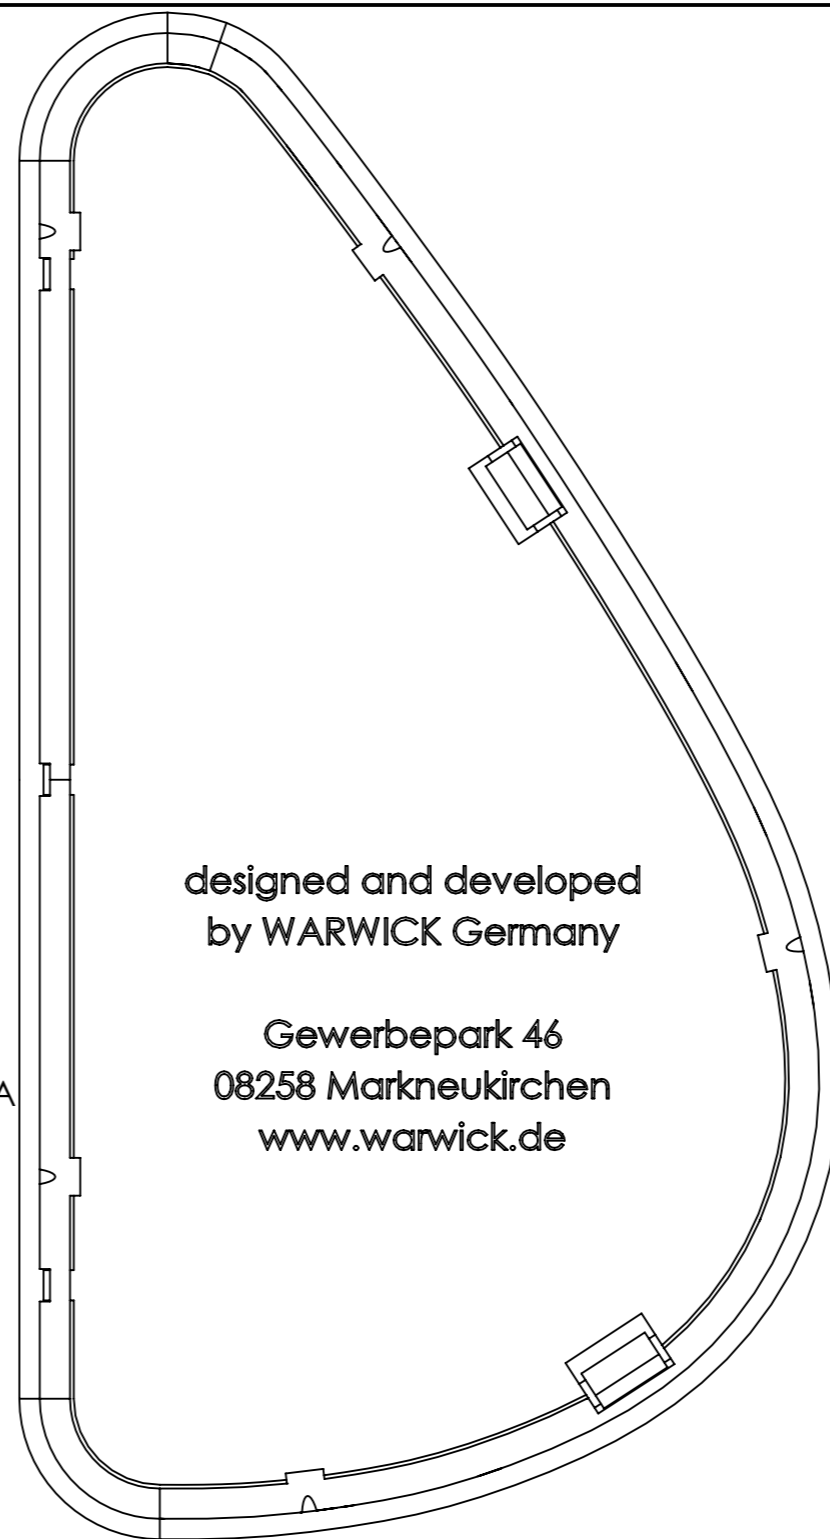 designed and developed
by WARWICK Germany
Gewerbepark 46
08258 Markneukirchen
www.warwick.de
A